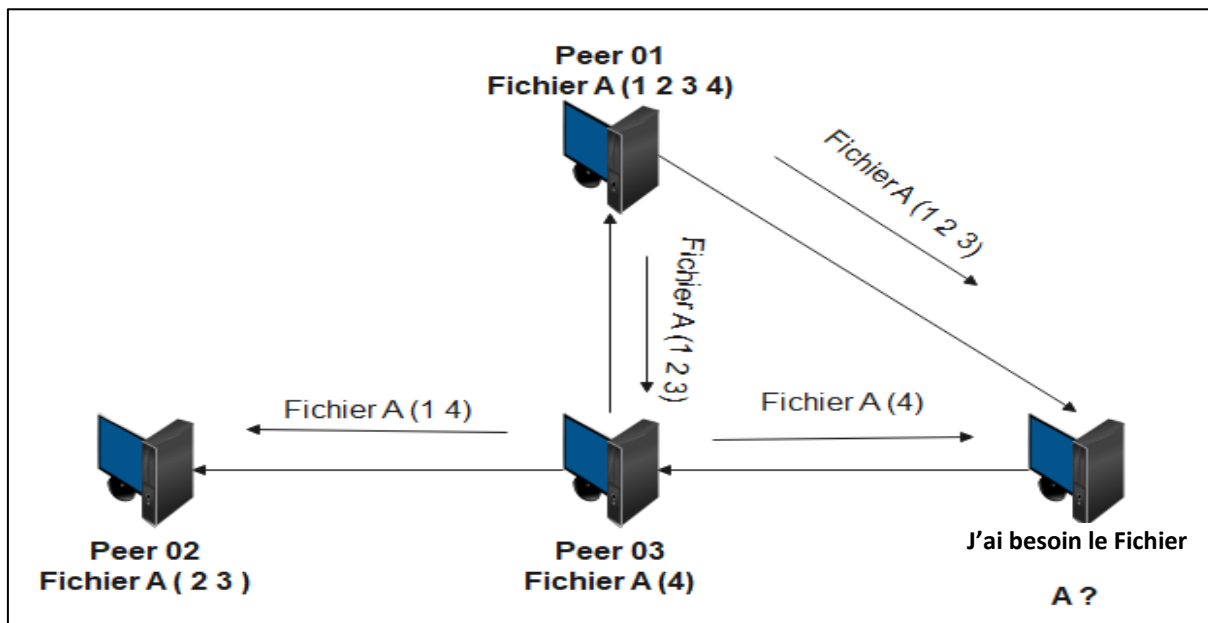 Peer 01
Fichier A (1 2 3 4)
Fichier A (1 2 3)
Fichier A (1 2 3)
Fichier A (1 4)
Fichier A (4)
Peer 02
Fichier A ( 2 3 )
Peer 03
Fichier A (4)
J'ai besoin le Fichier
A ?